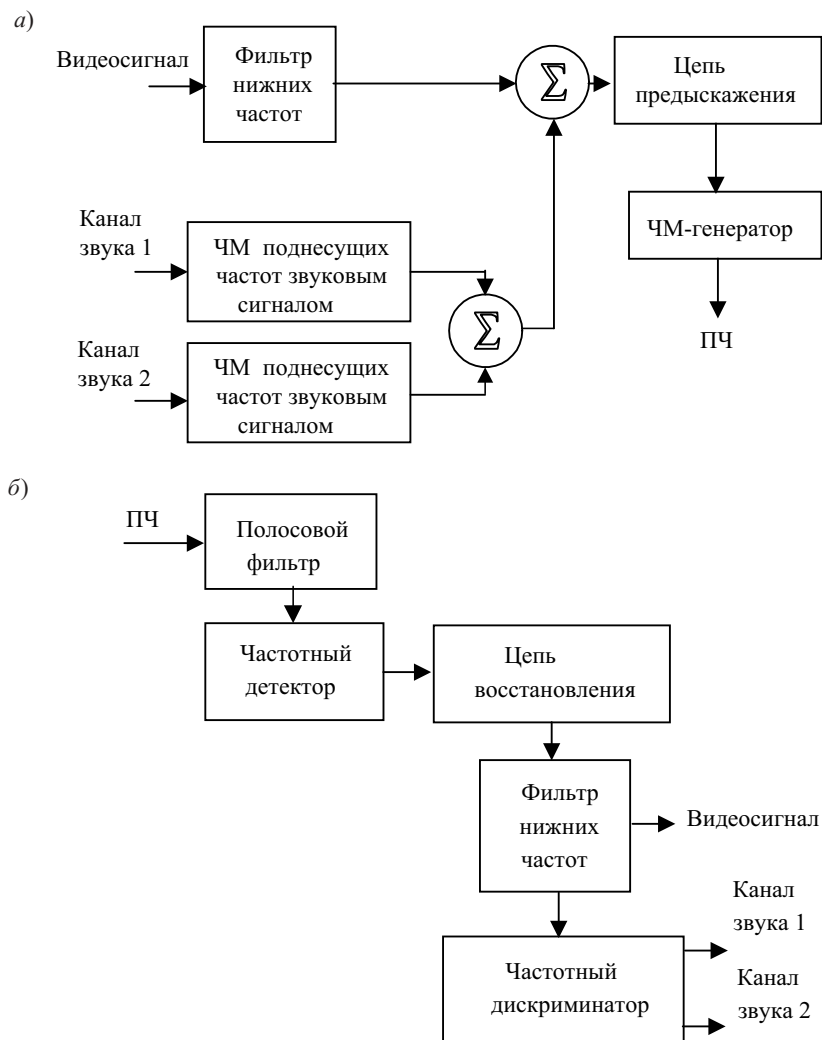 а)
Видеосигнал
Фильтр
нижних
частот
Σ
Цепь
предыскажения
ЧМ-генератор
ПЧ
Канал
звука 1
ЧМ поднесущих
частот звуковым
сигналом
Σ
Канал
звука 2
ЧМ поднесущих
частот звуковым
сигналом
б)
ПЧ
Полосовой
фильтр
Частотный
детектор
Цепь
восстановления
Фильтр
нижних
частот
Видеосигнал
Частотный
дискриминатор
Канал
звука 1
Канал
звука 2